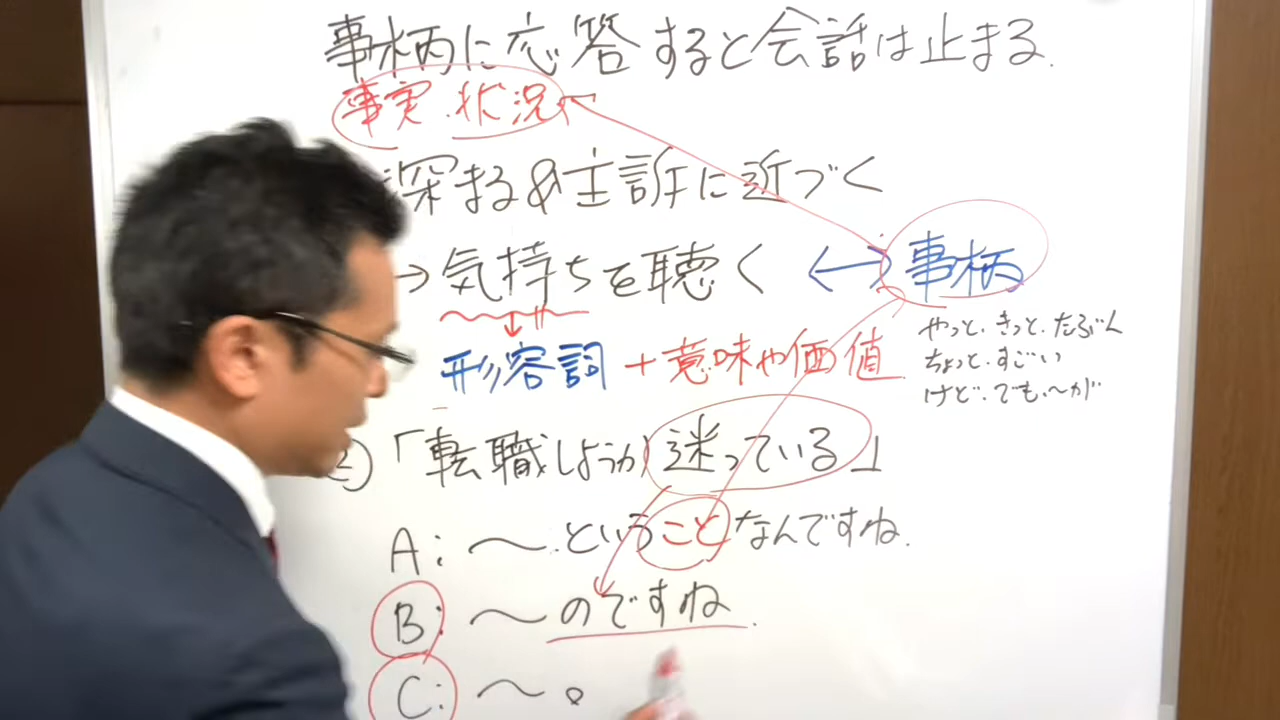 事柄に応答すると会話は止まる.
事実.状況
深まる&主訴に近づく
→気持ちを聴く ←→ 事柄
やっと.きっと.たぶん
ちょっと.すごい
けど.でも.〜が
形容詞+意味や価値
「転職しようか迷っている」
A:〜.ということなんですね.
B:〜のですね.
C:〜。